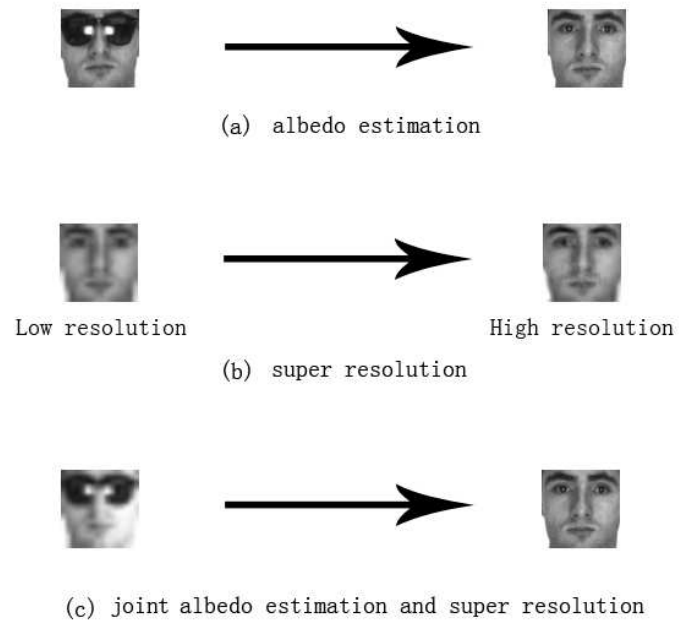 (a) albedo estimation
Low resolution
High resolution
(b) super resolution
(c) joint albedo estimation and super resolution